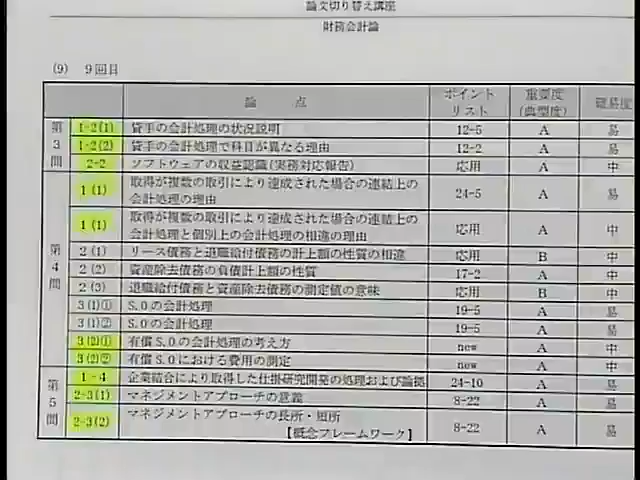 論文切り替え講座
財務会計論
(9) 9回目
論 点 ポイントリスト 重要度(典型度) 難易度
第3問 1-2(1) 貸手の会計処理の状況説明 12-5 A 易
1-2(2) 貸手の会計処理で科目が異なる理由 12-2 A 易
2-2 ソフトウェアの収益認識(実務対応報告) 応用 A 中
第4問 1(1) 取得が複数の取引により達成された場合の連結上の
会計処理の理由 24-5 A 易
1(1) 取得が複数の取引により達成された場合の連結上の
会計処理と個別上の会計処理の相違の理由 応用 A 中
2(1) リース債務と退職給付債務の計上額の性質の相違 応用 B 中
2(2) 資産除去債務の負債計上額の性質 17-2 A 中
2(3) 退職給付債務と資産除去債務の測定値の意味 応用 B 中
3(1)① S.Oの会計処理 19-5 A 易
3(1)② S.Oの会計処理 19-5 A 易
3(2)① 有償S.Oの会計処理の考え方 new A 中
3(2)② 有償S.Oにおける費用の測定 new A 中
第5問 1-4 企業結合により取得した仕掛研究開発の処理および論拠 24-10 A 易
2-3(1) マネジメントアプローチの意義 8-22 A 易
2-3(2) マネジメントアプローチの長所・短所
【概念フレームワーク】 8-22 A 易